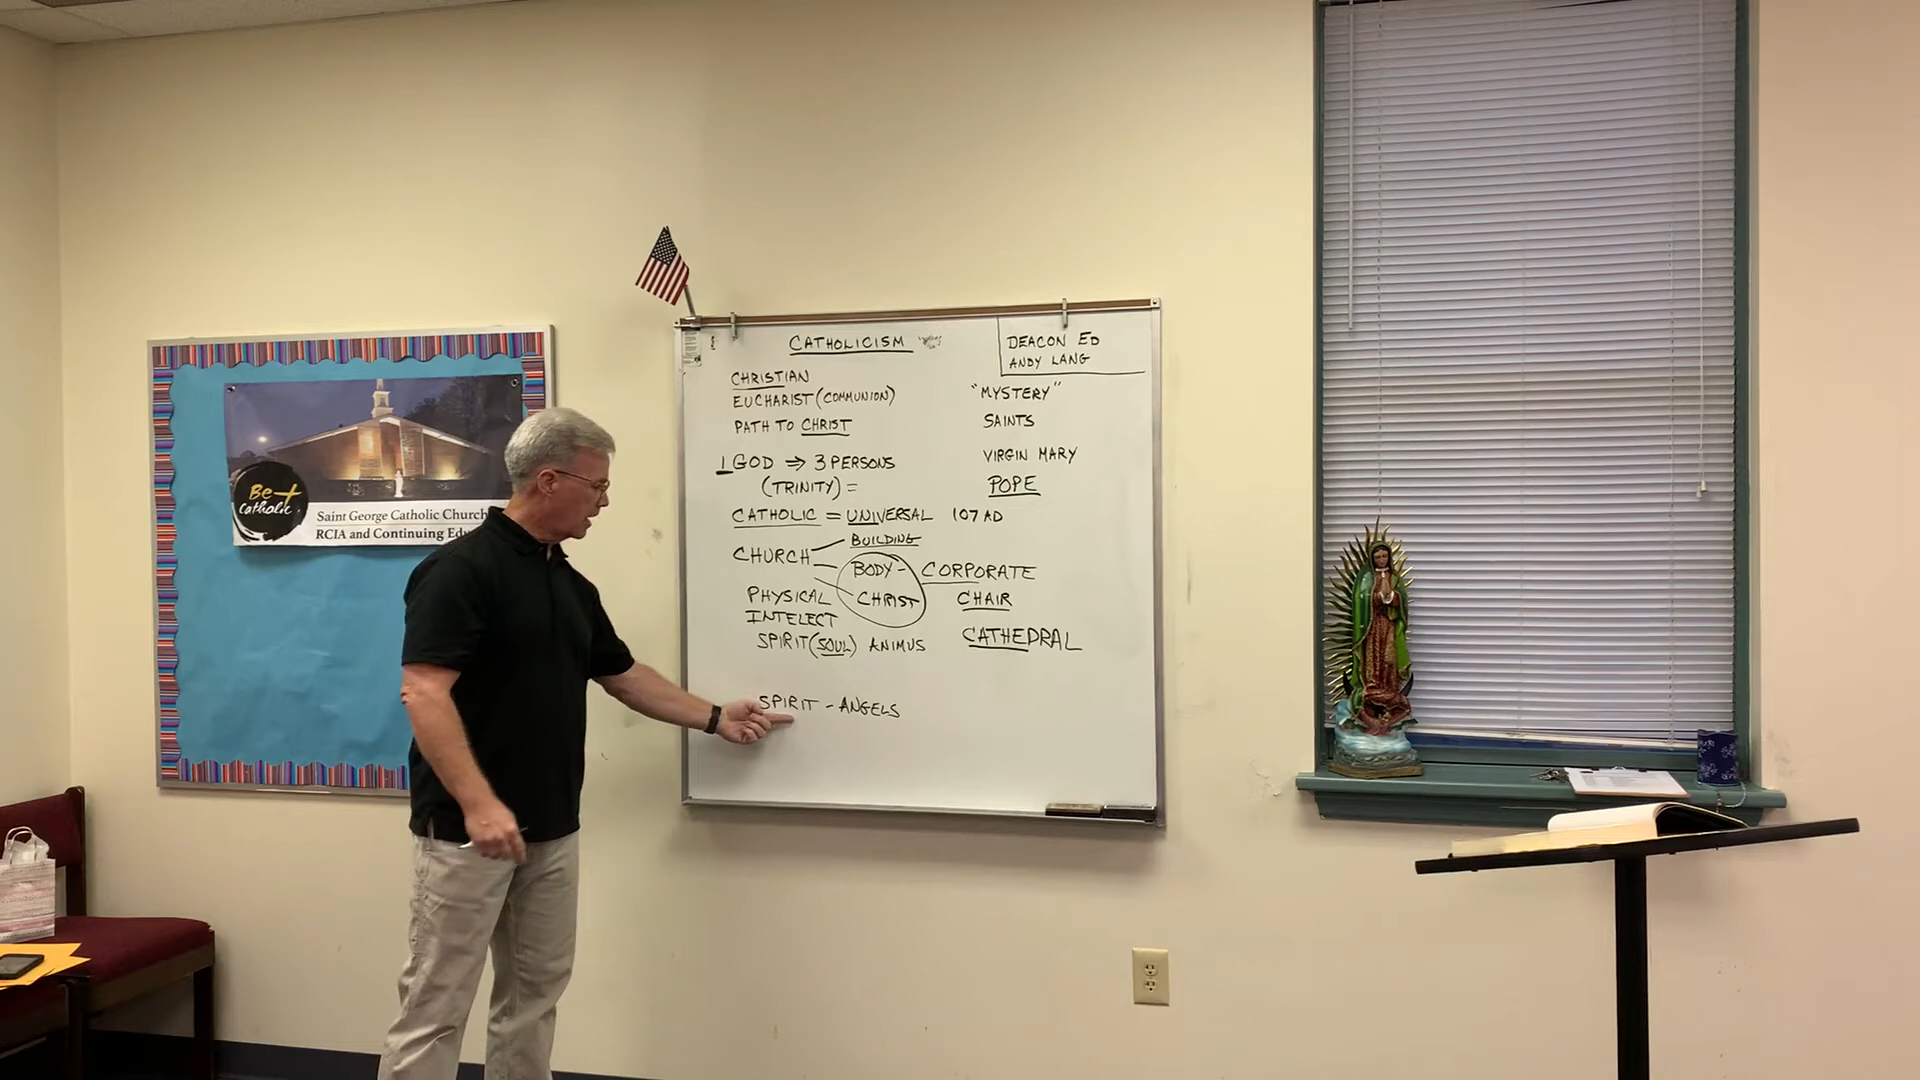 CATHOLICISM
DEACON ED
ANDY LANG
CHRISTIAN
EUCHARIST (COMMUNION)
PATH TO CHRIST
"MYSTERY"
SAINTS
VIRGIN MARY
POPE
1 GOD ⇒ 3 PERSONS
(TRINITY) =
CATHOLIC = UNIVERSAL 107 AD
CHURCH
BUILDING
BODY - CORPORATE
CHRIST
CHAIR
CATHEDRAL
PHYSICAL
INTELECT
SPIRIT (SOUL) ANIMUS
SPIRIT - ANGELS
Be
Catholic.
Saint George Catholic Church
RCIA and Continuing